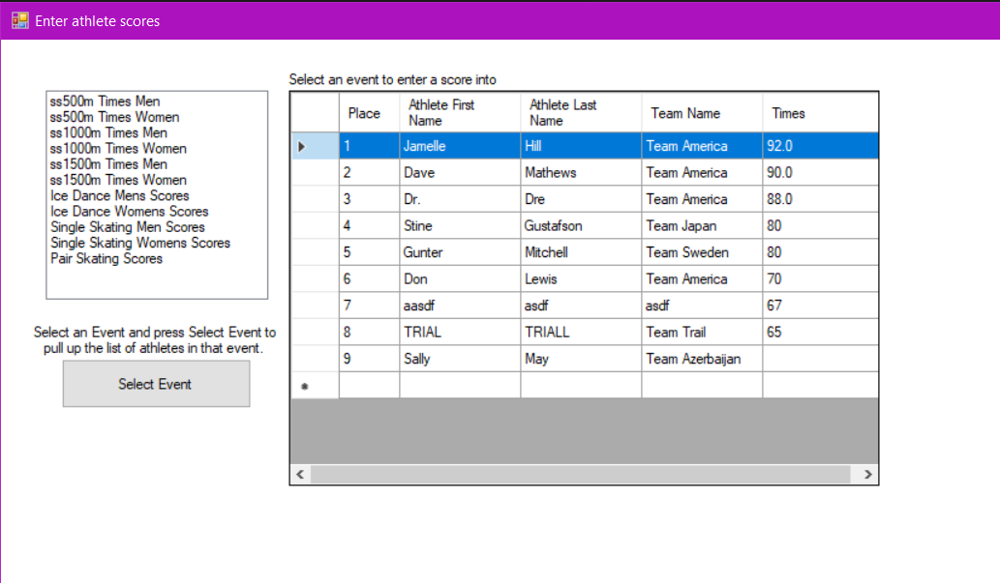 Enter athlete scores
Select an event to enter a score into
ss500m Times Men
ss500m Times Women
ss1000m Times Men
ss1000m Times Women
ss1500m Times Men
ss1500m Times Women
Ice Dance Mens Scores
Ice Dance Womens Scores
Single Skating Men Scores
Single Skating Womens Scores
Pair Skating Scores
Select an Event and press Select Event to
pull up the list of athletes in that event.
Select Event
Place Athlete First Name Athlete Last Name Team Name Times
1 Jamelle Hill Team America 92.0
2 Dave Mathews Team America 90.0
3 Dr. Dre Team America 88.0
4 Stine Gustafson Team Japan 80
5 Gunter Mitchell Team Sweden 80
6 Don Lewis Team America 70
7 aasdf asdf asdf 67
8 TRIAL TRIALL Team Trail 65
9 Sally May Team Azerbaijan